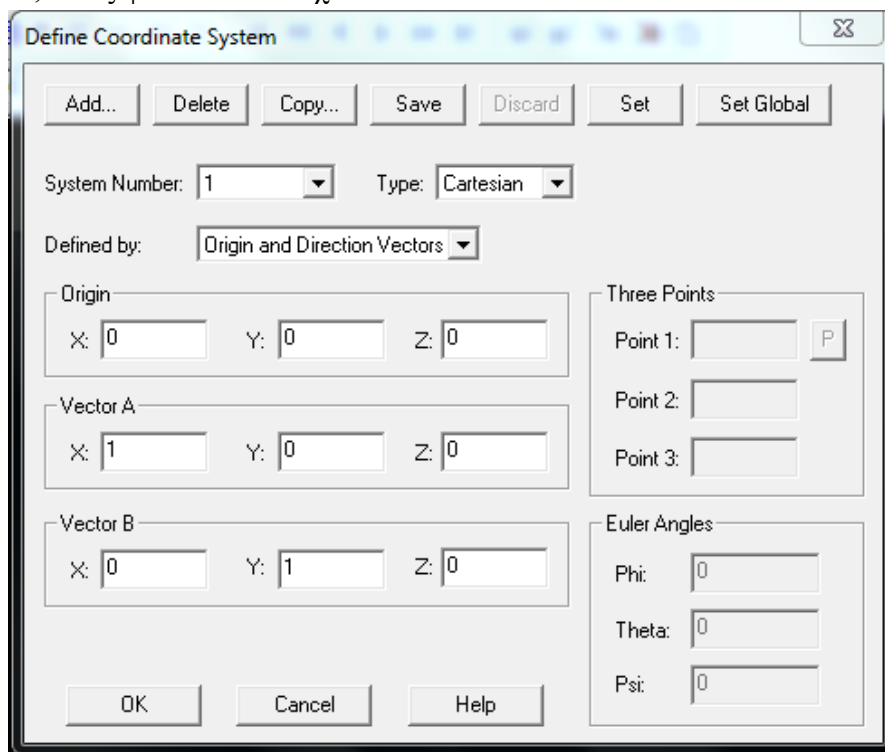 Define Coordinate System
Add... Delete Copy... Save Discard Set Set Global
System Number: 1 Type: Cartesian
Defined by: Origin and Direction Vectors
Origin
X: 0 Y: 0 Z: 0
Vector A
X: 1 Y: 0 Z: 0
Vector B
X: 0 Y: 1 Z: 0
Three Points
Point 1: P
Point 2:
Point 3:
Euler Angles
Phi: 0
Theta: 0
Psi: 0
OK Cancel Help